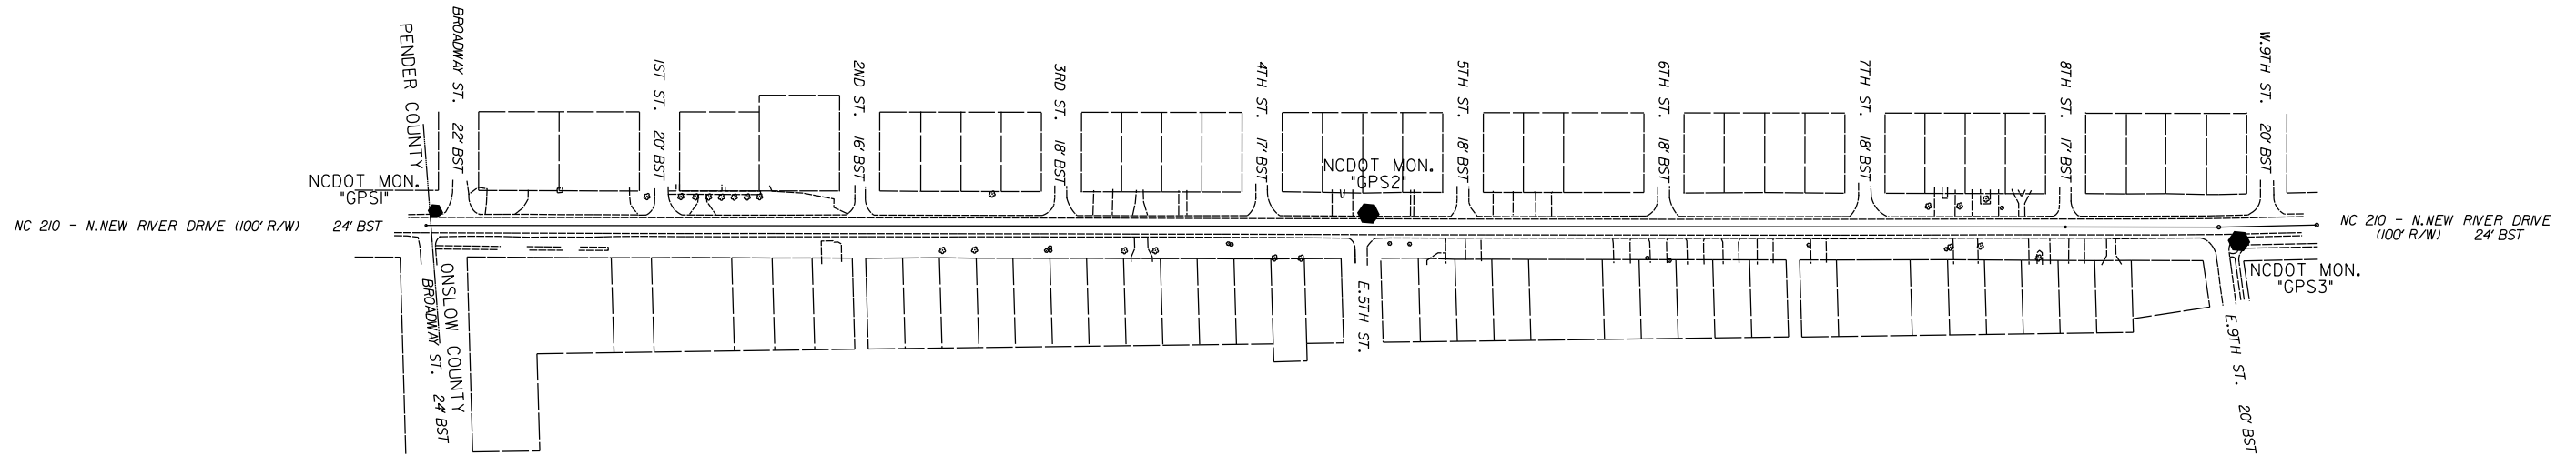 PENDER COUNTY
BROADWAY ST. 22' BST
1ST ST. 20' BST
2ND ST. 16' BST
3RD ST. 18' BST
4TH ST. 17' BST
5TH ST. 18' BST
6TH ST. 18' BST
7TH ST. 18' BST
8TH ST. 17' BST
W.9TH ST. 20' BST
NCDOT MON.
"GPS1"
NCDOT MON.
"GPS2"
NC 210 - N.NEW RIVER DRIVE (100' R/W) 24' BST
NC 210 - N.NEW RIVER DRIVE
(100' R/W) 24' BST
NCDOT MON.
"GPS3"
ONSLOW COUNTY
BROADWAY ST. 24' BST
E.5TH ST.
E.9TH ST. 20' BST